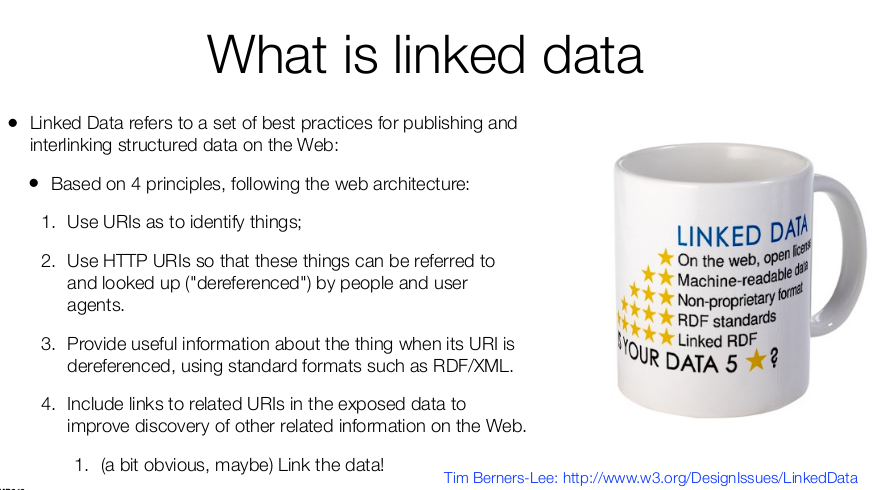 What is linked data
• Linked Data refers to a set of best practices for publishing and
interlinking structured data on the Web:
• Based on 4 principles, following the web architecture:
1. Use URIs as to identify things;
2. Use HTTP URIs so that these things can be referred to
and looked up ("dereferenced") by people and user
agents.
3. Provide useful information about the thing when its URI is
dereferenced, using standard formats such as RDF/XML.
4. Include links to related URIs in the exposed data to
improve discovery of other related information on the Web.
1. (a bit obvious, maybe) Link the data!
LINKED DATA
★ On the web, open license
★★ Machine-readable data
★★★ Non-proprietary format
★★★★ RDF standards
★★★★★ Linked RDF
YOUR DATA 5 ★?
Tim Berners-Lee: http://www.w3.org/DesignIssues/LinkedData